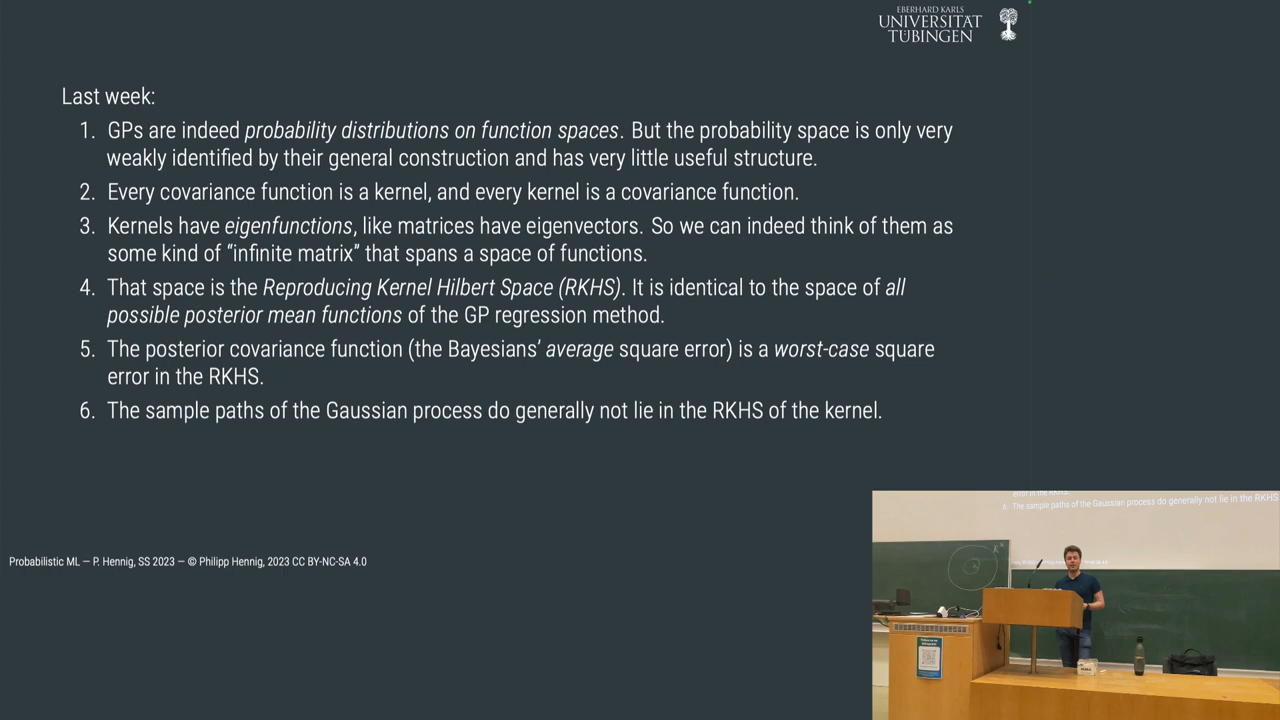 EBERHARD KARLS
UNIVERSITÄT
TÜBINGEN
Last week:
1. GPs are indeed probability distributions on function spaces. But the probability space is only very
weakly identified by their general construction and has very little useful structure.
2. Every covariance function is a kernel, and every kernel is a covariance function.
3. Kernels have eigenfunctions, like matrices have eigenvectors. So we can indeed think of them as
some kind of “infinite matrix” that spans a space of functions.
4. That space is the Reproducing Kernel Hilbert Space (RKHS). It is identical to the space of all
possible posterior mean functions of the GP regression method.
5. The posterior covariance function (the Bayesians’ average square error) is a worst-case square
error in the RKHS.
6. The sample paths of the Gaussian process do generally not lie in the RKHS of the kernel.
error in the RKHS.
6. The sample paths of the Gaussian process do generally not lie in the RKHS
Probabilistic ML — P. Hennig, SS 2023 — © Philipp Hennig, 2023 CC BY-NC-SA 4.0